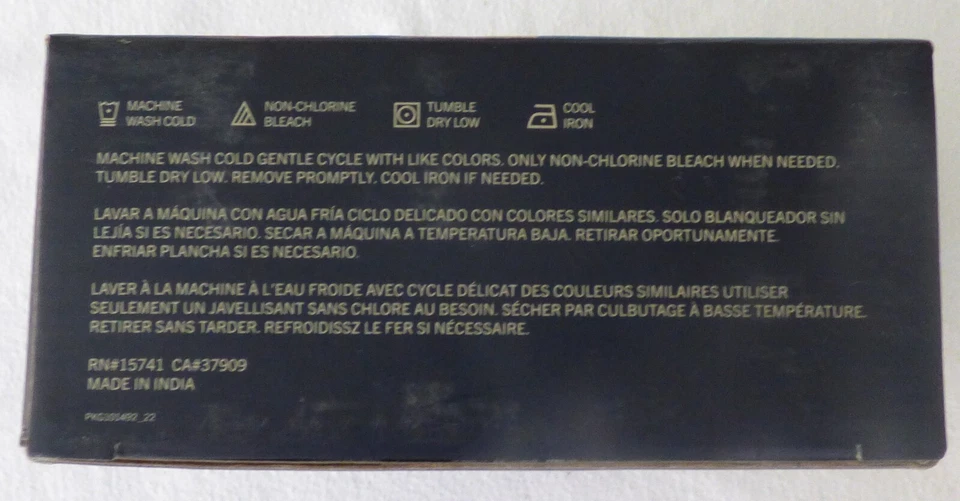 MACHINE WASH COLD
NON-CHLORINE BLEACH
TUMBLE DRY LOW
COOL IRON
MACHINE WASH COLD GENTLE CYCLE WITH LIKE COLORS. ONLY NON-CHLORINE BLEACH WHEN NEEDED.
TUMBLE DRY LOW. REMOVE PROMPTLY. COOL IRON IF NEEDED.
LAVAR A MÁQUINA CON AGUA FRÍA CICLO DELICADO CON COLORES SIMILARES. SOLO BLANQUEADOR SIN
LEJÍA SI ES NECESARIO. SECAR A MÁQUINA A TEMPERATURA BAJA. RETIRAR OPORTUNAMENTE.
ENFRIAR PLANCHA SI ES NECESARIO.
LAVER À LA MACHINE À L'EAU FROIDE AVEC CYCLE DÉLICAT DES COULEURS SIMILAIRES UTILISER
SEULEMENT UN JAVELLISANT SANS CHLORE AU BESOIN. SÉCHER PAR CULBUTAGE À BASSE TEMPÉRATURE.
RETIRER SANS TARDER. REFROIDISSZ LE FER SI NÉCESSAIRE.
RN#15741 CA#37909
MADE IN INDIA